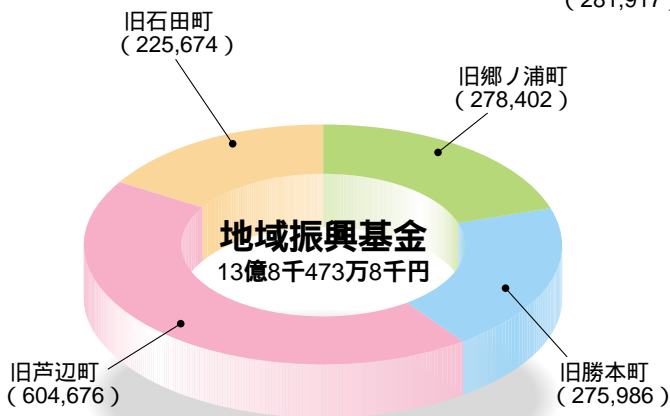 (281,917)
旧石田町
(225,674)
旧郷ノ浦町
(278,402)
地域振興基金
13億8千473万8千円
旧芦辺町
(604,676)
旧勝本町
(275,986)